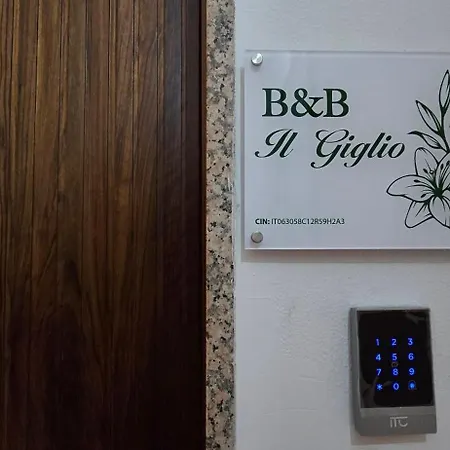 B&B
Il Giglio
CIN: IT063058C12R59H2A3
1 2 3
4 5 6
7 8 9
* 0 #
ITC